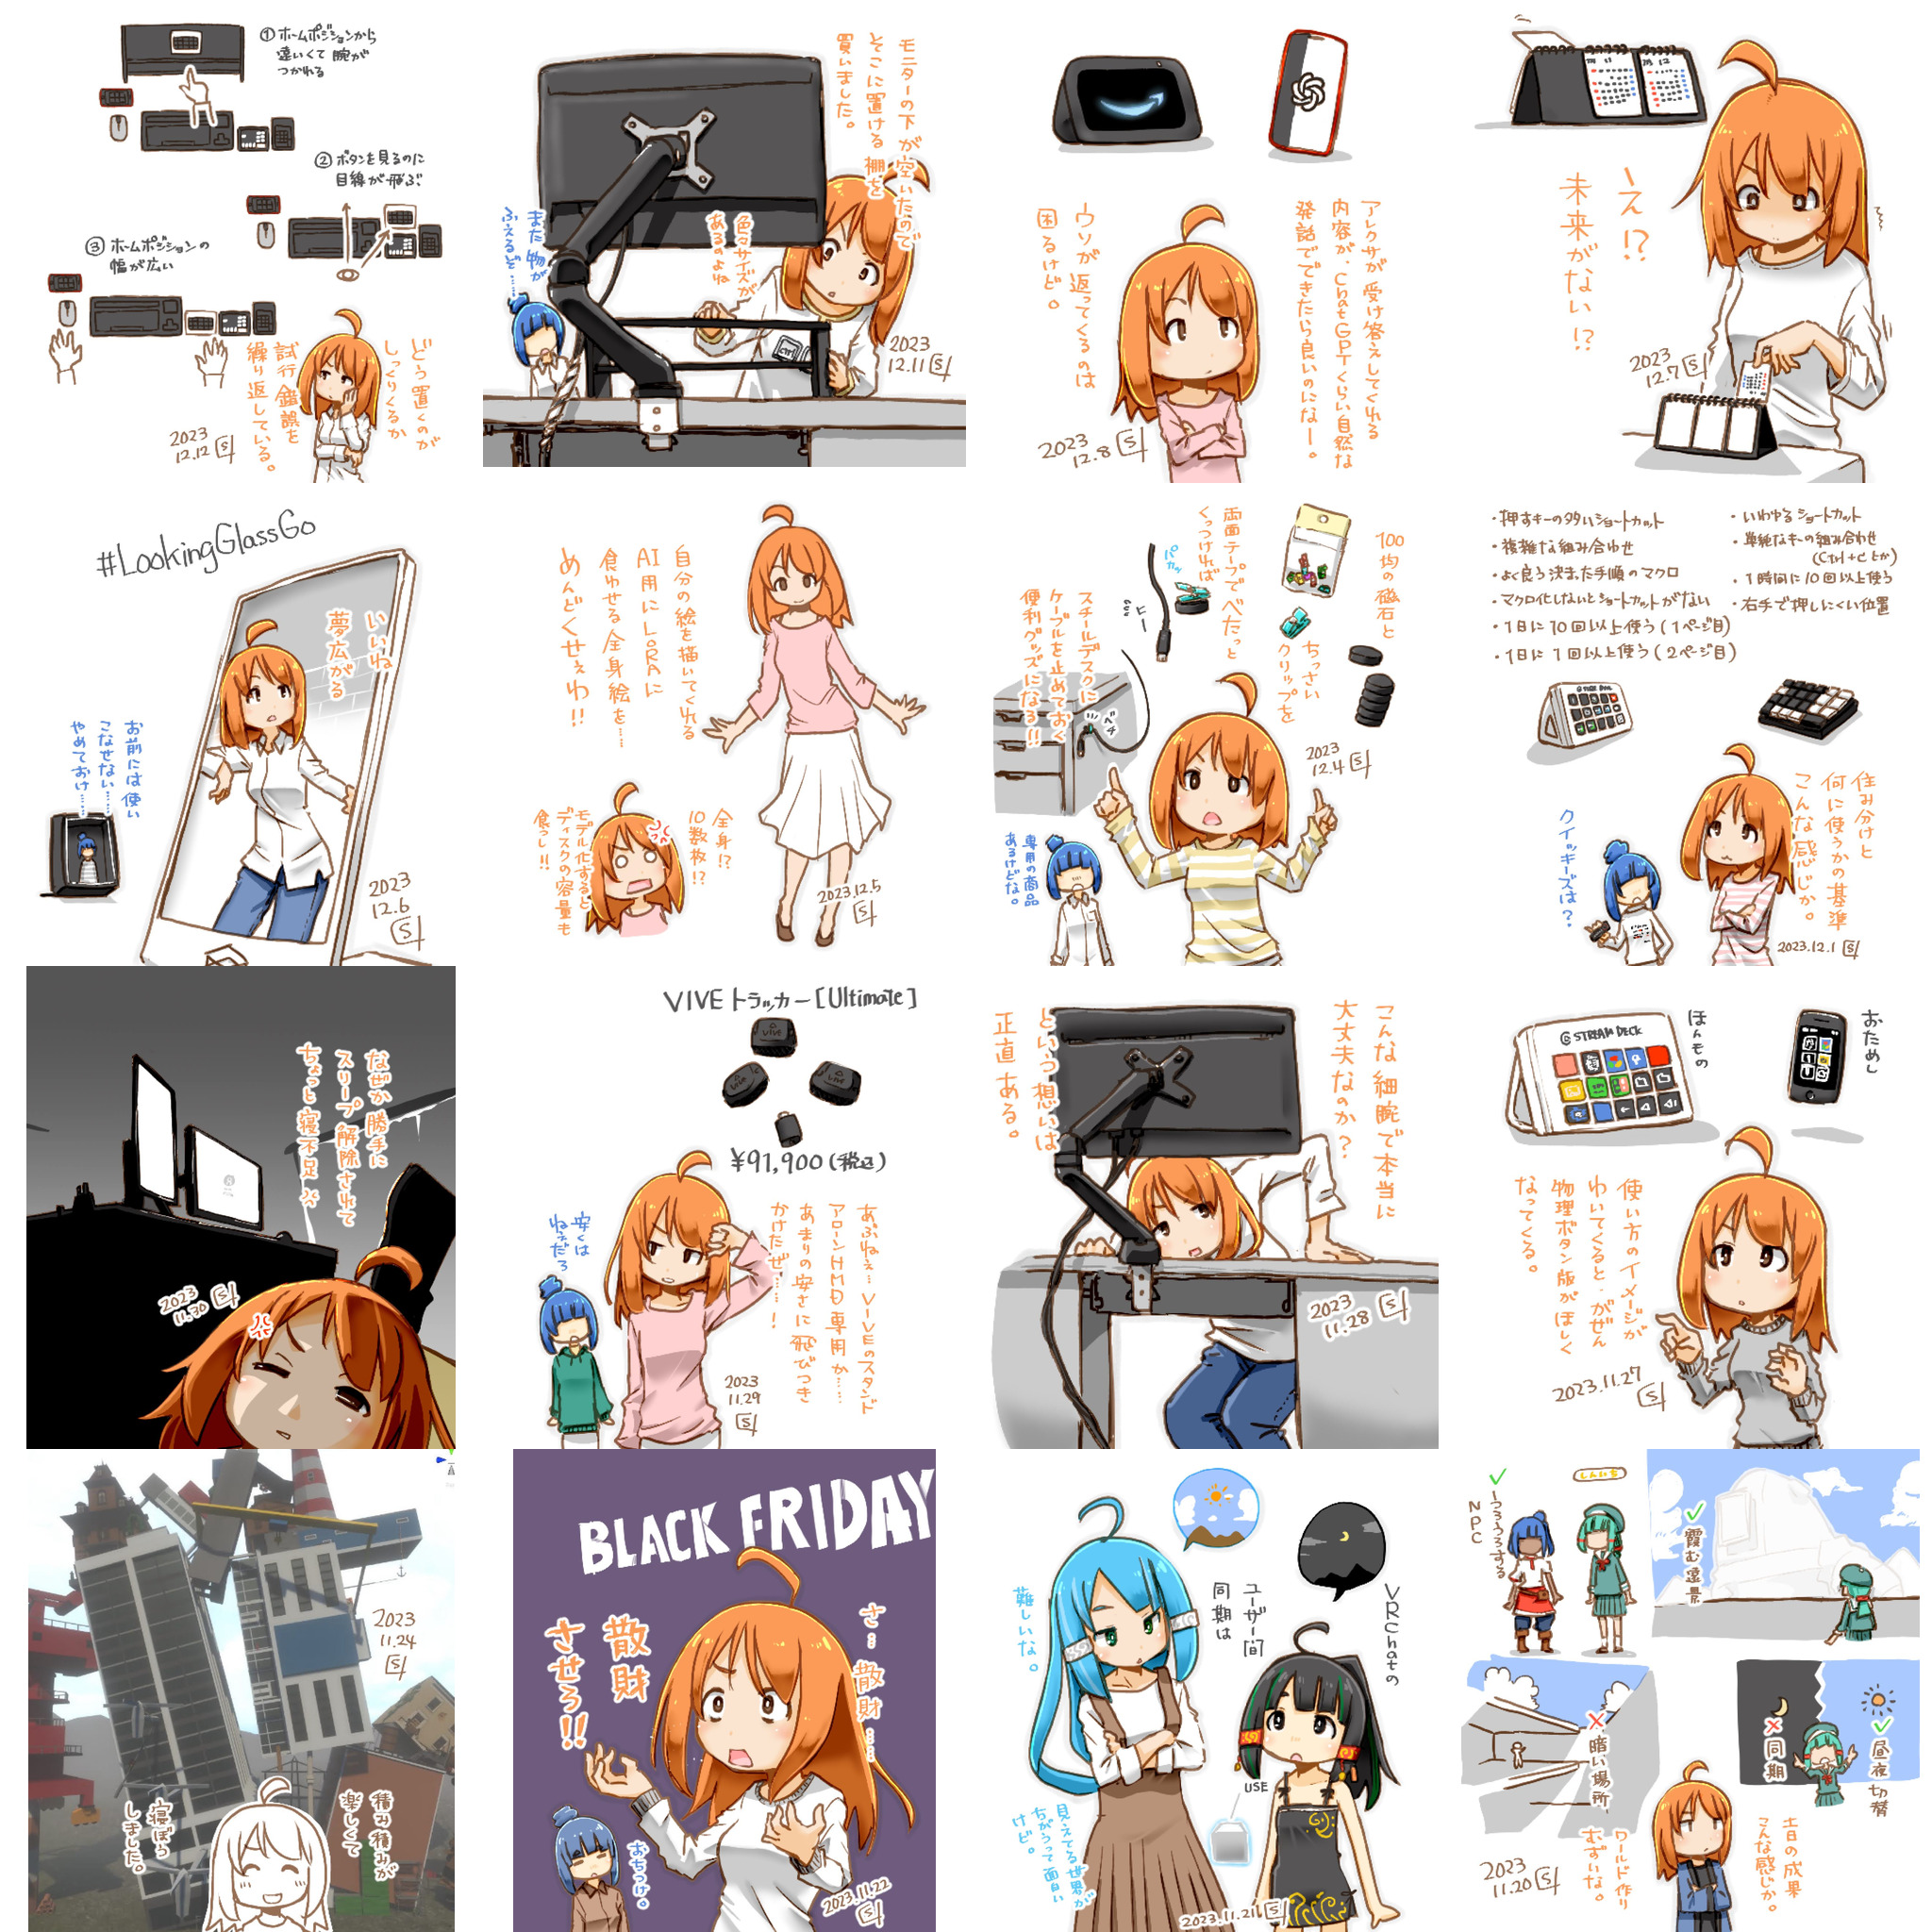 ①ホームポジションから
遠いくて 腕が
つかれる
②ボタンを見るのに
目線が飛ぶ
③ホームポジションの
幅が広い
どう置くのが
しっくりくるか
試行錯誤を
繰り返している。
2023
12.12
モニターの下が空いたので
そこに置ける棚を
買いました。
色々サイズが
あるのよね
また物が
ふえるぞ……
Ctrl
2023
12.11
アレクサが受け答えしてくれる
内容が、ChatGPTくらい自然な
発話でできたら良いのになー。
ウソが返ってくるのは
困るけど。
2023
12.8
11
12
え!?
未来がない!?
2023
12.7
#LookingGlassGo
いいね
夢広がる
お前には使い
こなせない……
やめておけ……
2023
12.6
自分の絵を描いてくれる
AI用にLoRAに
食わせる全身絵を……
めんどくせぇわ!!
全身!?
10数枚!?
モデル化すると
ディスクの容量も
食うし!!
2023.12.5
100均の磁石と
ちっさい
クリップを
両面テープでべたっと
くっつければ
パカッ
スチールデスクに
ケーブルを止めておく
便利グッズになる!!
ベチ
専用の商品
あるけどな。
2023
12.4
・押すキーの多いショートカット
・複雑な組み合わせ
・よく良う決まった手順のマクロ
・マクロ化しないとショートカットがない
・1日に10回以上使う(1ページ目)
・1日に1回以上使う(2ページ目)
・いわゆるショートカット
・単純なキーの組み合わせ
(Ctrl+Cとか)
・1時間に10回以上使う
・右手で押しにくい位置
住み分けと
何に使うかの基準
こんな感じか。
クイッキーズは?
2023.12.1
なぜか勝手に
スリープ解除されて
ちょっと寝不足
2023
11.30
VIVEトラッカー[Ultimate]
VIVE
VIVE
¥91,900(税込)
あぶねぇ…VIVEのスタンド
アローンHMD専用か……
あまりの安さに飛びつき
かけたぜ……!
安くは
ねぇだろ
2023
11.29
こんな細腕で本当に
大丈夫なのか?
という想いは
正直ある。
2023
11.28
STREAM DECK
ほんもの
おためし
使い方のイメージが
わいてくると、がぜん
物理ボタン版がほしく
なってくる。
2023.11.27
2023
11.24
積み積みが
楽しくて
寝ぼう
しました。
BLACK FRIDAY
さ…散財……
散財
させろ!!
おちつけ。
2023.11.22
VRChatの
ユーザー間
同期は
難しいな。
USE
見えてる世界が
ちがうって面白い
けど。
2023.11.21
うろうろする
NPC
しんいち
霞む遠景
暗い場所
同期
昼夜切替
土日の成果
こんな感じか。
ワールド作り
むずいな。
2023
11.20